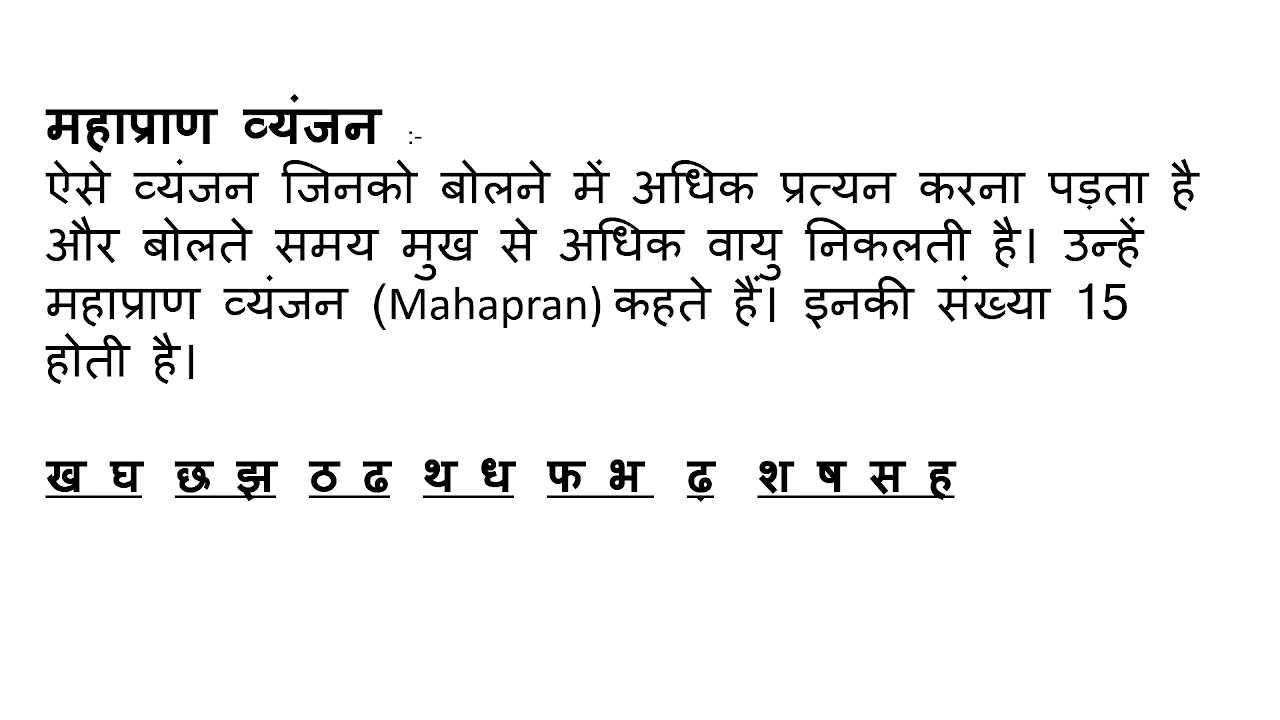 महाप्राण व्यंजन :-
ऐसे व्यंजन जिनको बोलने में अधिक प्रत्यन करना पड़ता है
और बोलते समय मुख से अधिक वायु निकलती है। उन्हें
महाप्राण व्यंजन (Mahapran) कहते हैं। इनकी संख्या 15
होती है।
ख घ छ झ ठ ढ थ ध फ भ ढ़ श ष स ह